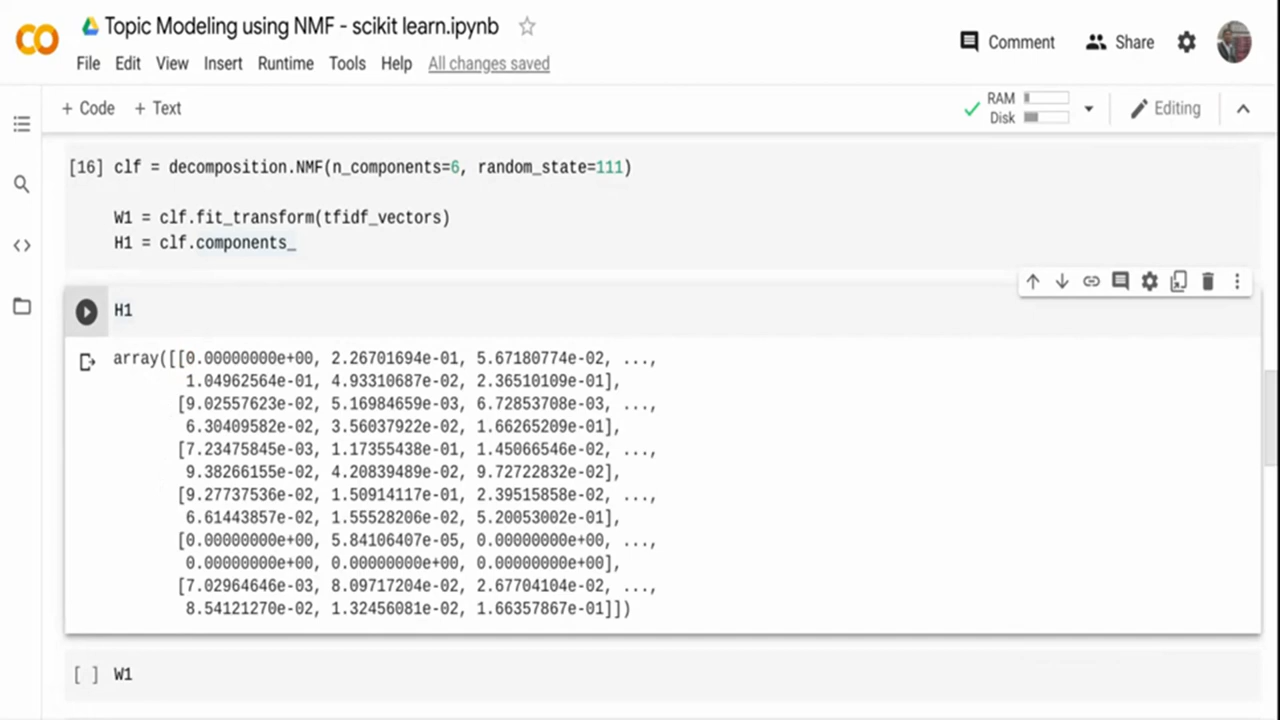 Topic Modeling using NMF - scikit learn.ipynb
File Edit View Insert Runtime Tools Help All changes saved
Comment Share
+ Code + Text
RAM
Disk
Editing
[16] clf = decomposition.NMF(n_components=6, random_state=111)
W1 = clf.fit_transform(tfidf_vectors)
H1 = clf.components_
H1
array([[0.00000000e+00, 2.26701694e-01, 5.67180774e-02, ...,
1.04962564e-01, 4.93310687e-02, 2.36510109e-01],
[9.02557623e-02, 5.16984659e-03, 6.72853708e-03, ...,
6.30409582e-02, 3.56037922e-02, 1.66265209e-01],
[7.23475845e-03, 1.17355438e-01, 1.45066546e-02, ...,
9.38266155e-02, 4.20839489e-02, 9.72722832e-02],
[9.27737536e-02, 1.50914117e-01, 2.39515858e-02, ...,
6.61443857e-02, 1.55528206e-02, 5.20053002e-01],
[0.00000000e+00, 5.84106407e-05, 0.00000000e+00, ...,
0.00000000e+00, 0.00000000e+00, 0.00000000e+00],
[7.02964646e-03, 8.09717204e-02, 2.67704104e-02, ...,
8.54121270e-02, 1.32456081e-02, 1.66357867e-01]])
[ ] W1